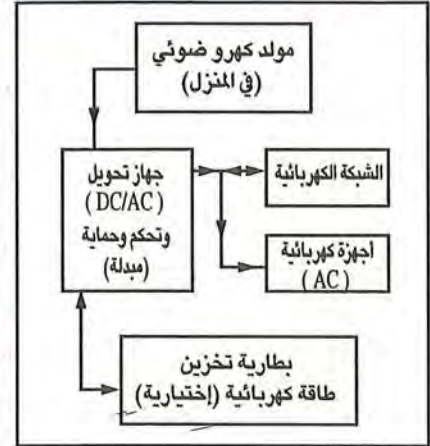 مولد كهرو ضوئي
(في المنزل)
جهاز تحويل
(DC/AC)
وتحكم وحماية
(مبدلة)
الشبكة الكهربائية
أجهزة كهربائية
(AC)
بطارية تخزين
طاقة كهربائية (إختيارية)